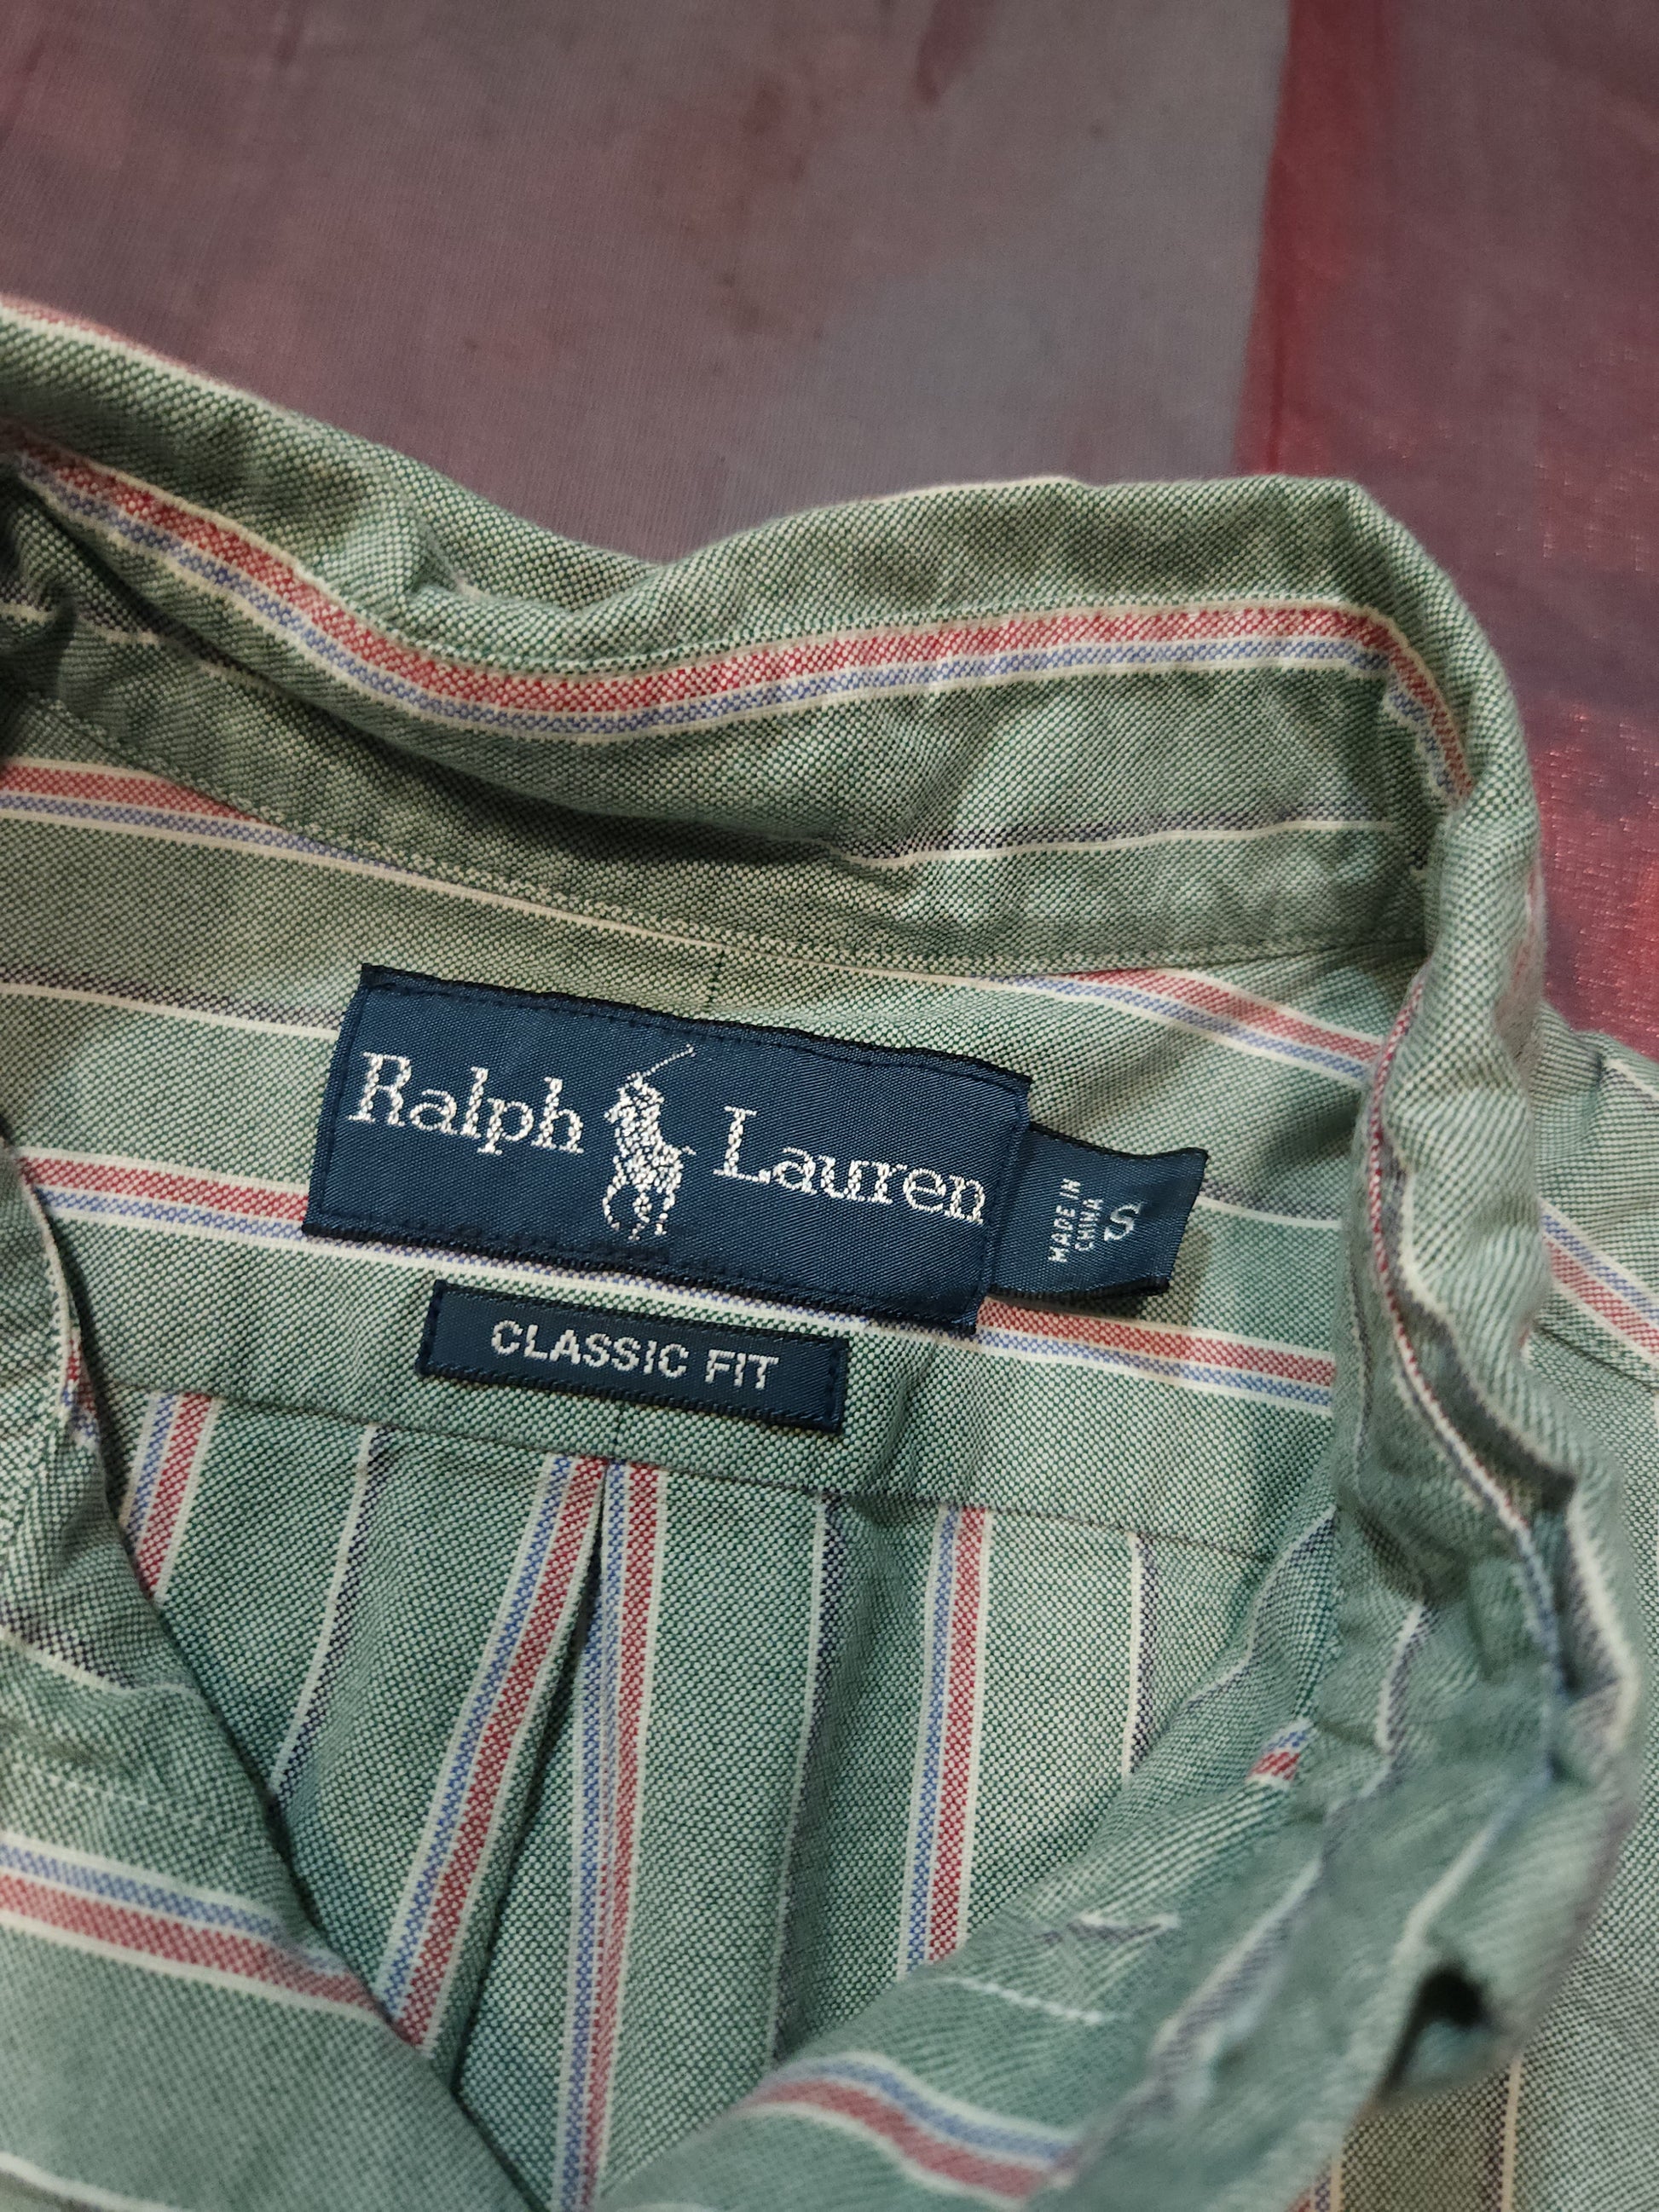 Ralph Lauren
MADE IN
CHINA
S
CLASSIC FIT